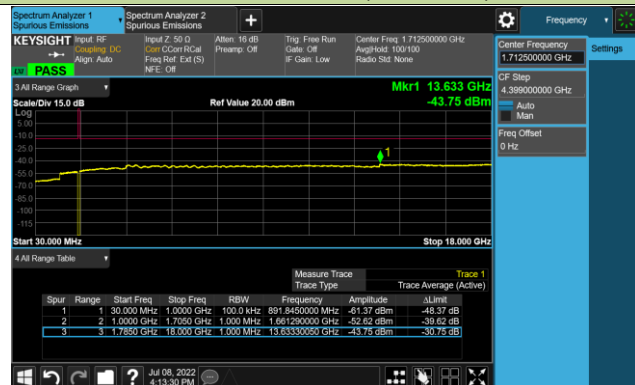 Spectrum Analyzer 1
Spurious Emissions
Spectrum Analyzer 2
Spurious Emissions
+
Frequency
KEYSIGHT
Input: RF
Coupling: DC
Align: Auto
Input Z: 50 Ω
Corr CCorr RCal
Freq Ref: Ext (S)
NFE: Off
Atten: 16 dB
Preamp: Off
Trig: Free Run
Gate: Off
IF Gain: Low
Center Freq: 1.712500000 GHz
Avg|Hold: 100/100
Radio Std: None
PASS
Center Frequency
1.712500000 GHz
Settings
CF Step
4.399000000 GHz
Auto
Man
Freq Offset
0 Hz
3 All Range Graph
Mkr1 13.633 GHz
Scale/Div 15.0 dB
Ref Value 20.00 dBm
-43.75 dBm
Log
5.00
-10.0
-25.0
-40.0
-55.0
-70.0
-85.0
-100
-115
1
Start 30.000 MHz
Stop 18.000 GHz
4 All Range Table
Measure Trace Trace 1
Trace Type Trace Average (Active)
Spur Range Start Freq Stop Freq RBW Frequency Amplitude ΔLimit
1 1 30.000 MHz 1.0000 GHz 100.0 kHz 891.8450000 MHz -61.37 dBm -48.37 dB
2 2 1.0000 GHz 1.7050 GHz 1.000 MHz 1.661290000 GHz -52.62 dBm -39.62 dB
3 3 1.7850 GHz 18.000 GHz 1.000 MHz 13.63330050 GHz -43.75 dBm -30.75 dB
?
Jul 08, 2022
4:13:30 PM